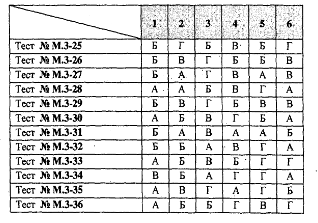 1 2 3 4 5 6
Тест № М.3-25 Б Г Б В Б Г
Тест № М.3-26 Б В Г Б Б В
Тест № М.3-27 Б А Г В А В
Тест № М.3-28 А А Б В Г А
Тест № М.3-29 Б В Г Б В В
Тест № М.3-30 А Б В Г Б А
Тест № М.3-31 Б А В А А Б
Тест № М.3-32 Б Б А В Г А
Тест № М.3-33 А Б В Б Г Г
Тест № М.3-34 В Б А Г Г А
Тест № М.3-35 А В Г А Г Б
Тест № М.3-36 А Б Б Г В Г